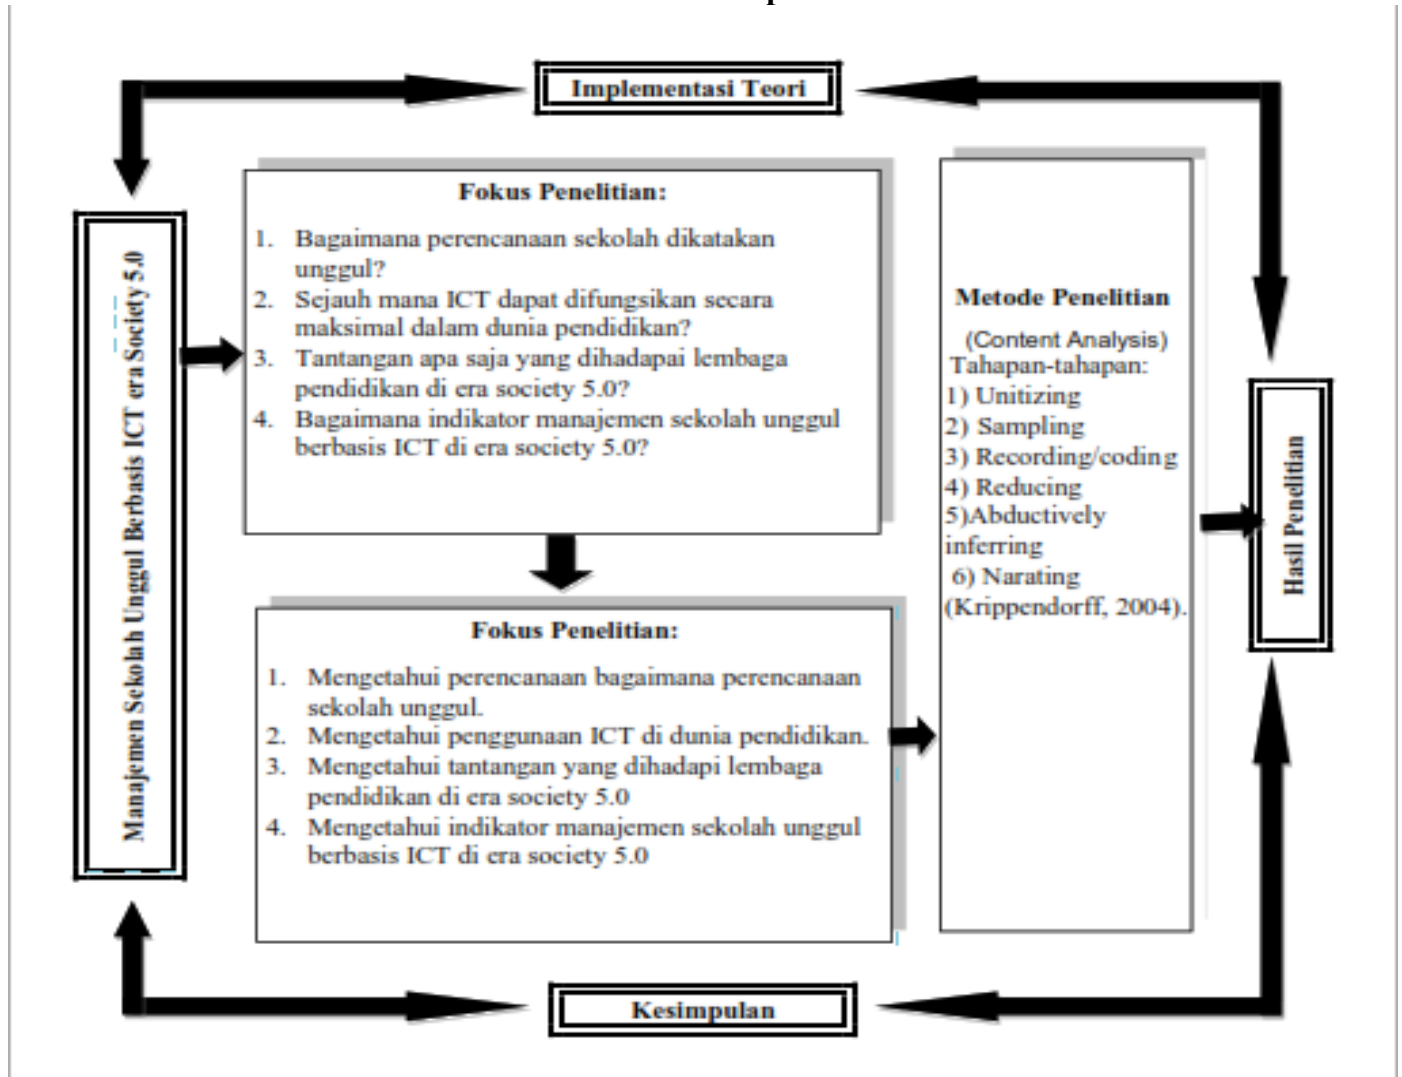 Implementasi Teori
Manajemen Sekolah Unggul Berbasis ICT era Society 5.0
Fokus Penelitian:
1. Bagaimana perencanaan sekolah dikatakan
unggul?
2. Sejauh mana ICT dapat difungsikan secara
maksimal dalam dunia pendidikan?
3. Tantangan apa saja yang dihadapai lembaga
pendidikan di era society 5.0?
4. Bagaimana indikator manajemen sekolah unggul
berbasis ICT di era society 5.0?
Fokus Penelitian:
1. Mengetahui perencanaan bagaimana perencanaan
sekolah unggul.
2. Mengetahui penggunaan ICT di dunia pendidikan.
3. Mengetahui tantangan yang dihadapi lembaga
pendidikan di era society 5.0
4. Mengetahui indikator manajemen sekolah unggul
berbasis ICT di era society 5.0
Metode Penelitian
(Content Analysis)
Tahapan-tahapan:
1) Unitizing
2) Sampling
3) Recording/coding
4) Reducing
5)Abductively
inferring
6) Narating
(Krippendorff, 2004).
Hasil Penelitian
Kesimpulan